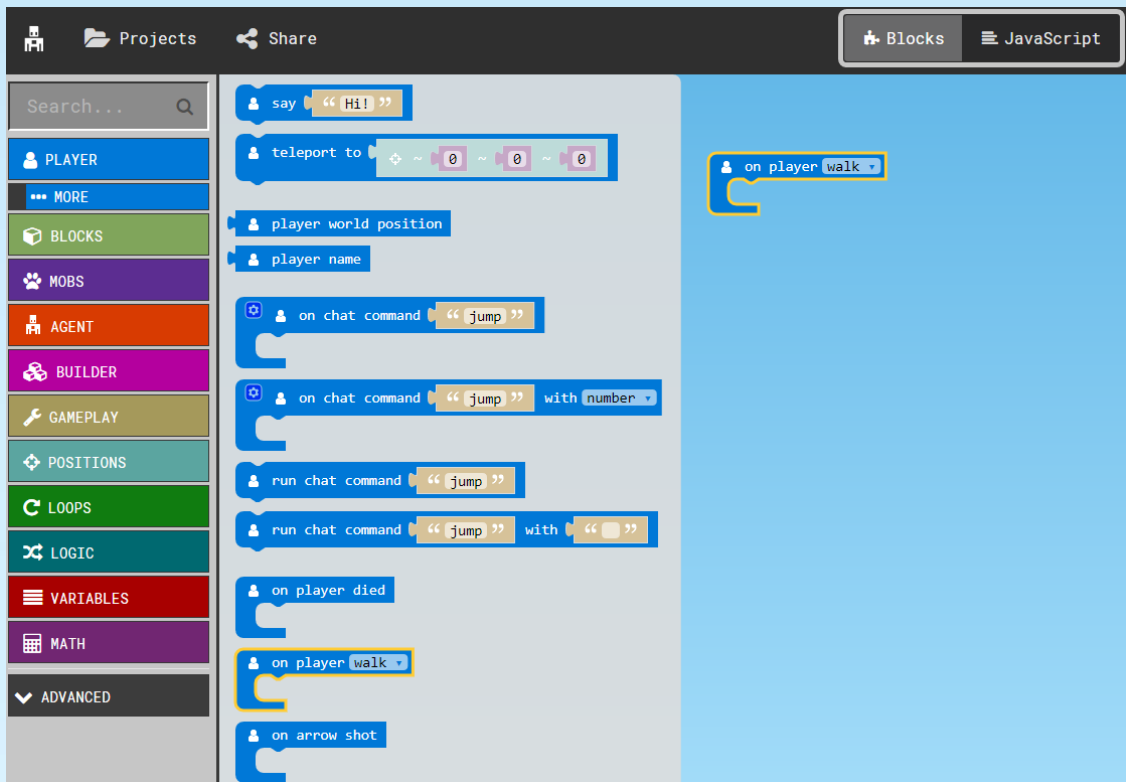 Projects
Share
Blocks
JavaScript
Search...
PLAYER
MORE
BLOCKS
MOBS
AGENT
BUILDER
GAMEPLAY
POSITIONS
LOOPS
LOGIC
VARIABLES
MATH
ADVANCED
say “ Hi! ”
teleport to ~ 0 ~ 0 ~ 0
player world position
player name
on chat command “ jump ”
on chat command “ jump ” with number
run chat command “ jump ”
run chat command “ jump ” with “ ”
on player died
on player walk
on arrow shot
on player walk